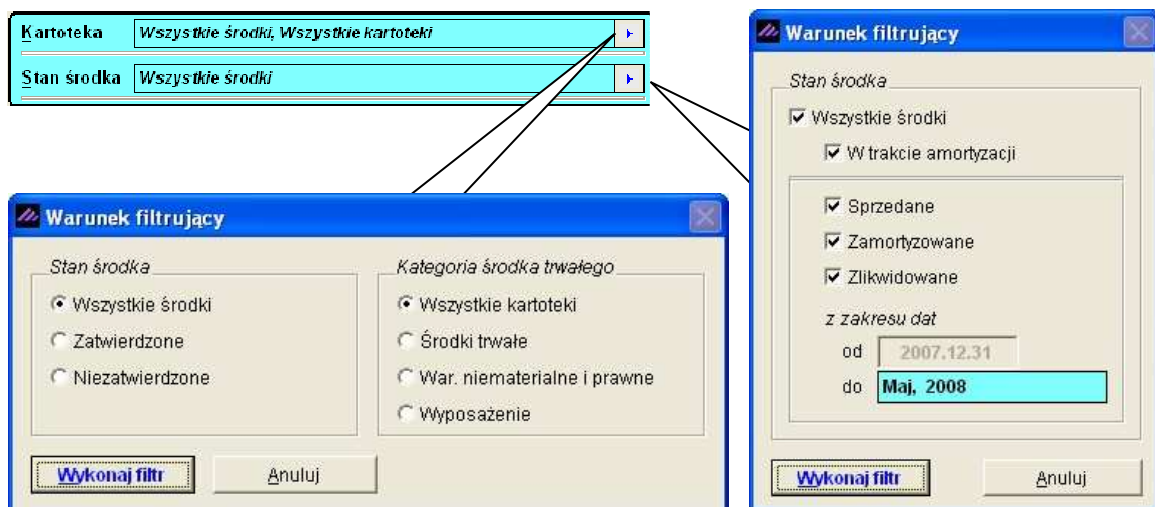 Kartoteka Wszystkie środki, Wszystkie kartoteki
Stan środka Wszystkie środki
Warunek filtrujący
Stan środka
Wszystkie środki
Zatwierdzone
Niezatwierdzone
Kategoria środka trwałego
Wszystkie kartoteki
Środki trwałe
War. niematerialne i prawne
Wyposażenie
Wykonaj filtr Anuluj
Warunek filtrujący
Stan środka
Wszystkie środki
W trakcie amortyzacji
Sprzedane
Zamortyzowane
Zlikwidowane
z zakresu dat
od 2007.12.31
do Maj, 2008
Wykonaj filtr Anuluj